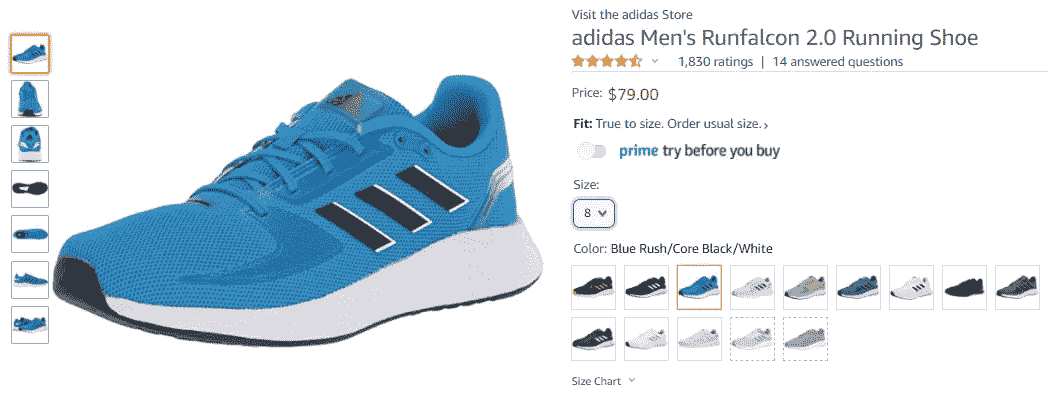 Visit the adidas Store
adidas Men's Runfalcon 2.0 Running Shoe
1,830 ratings | 14 answered questions
Price: $79.00
Fit: True to size. Order usual size. ›
prime try before you buy
Size:
8
Color: Blue Rush/Core Black/White
Size Chart